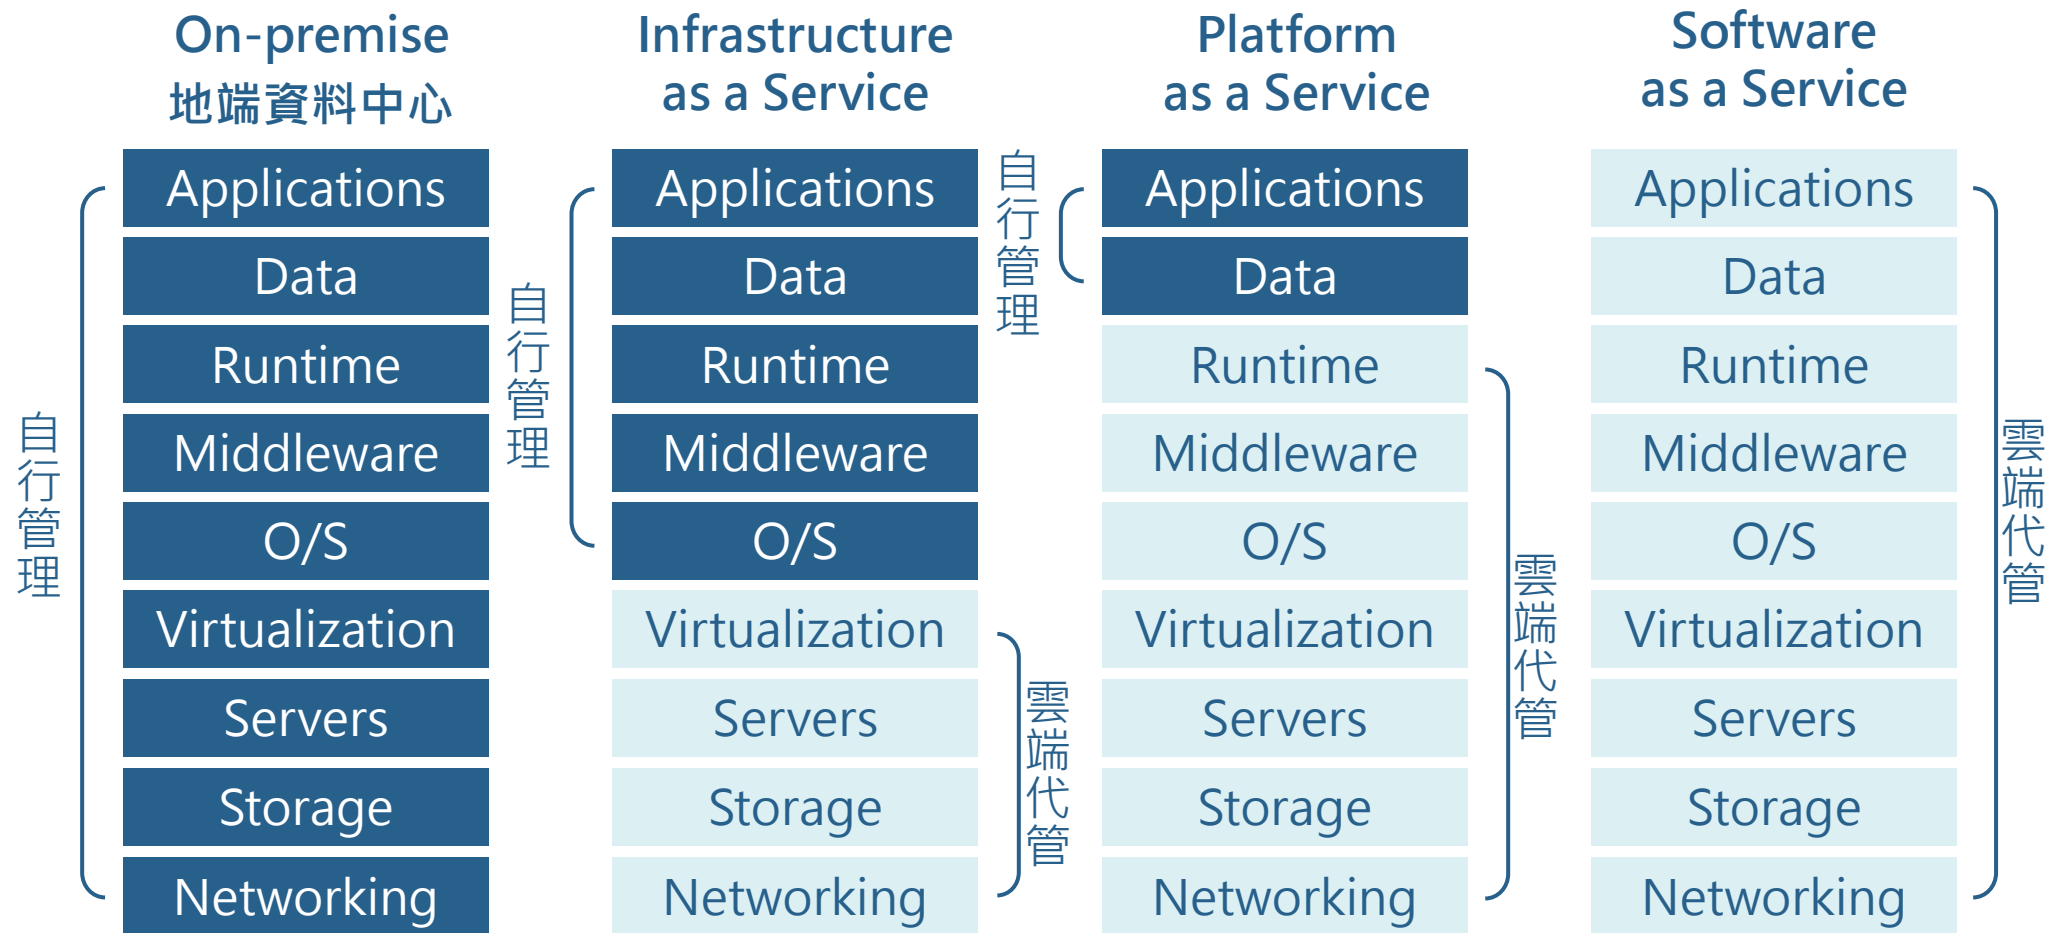 On-premise
地端資料中心
自行管理
Applications
Data
Runtime
Middleware
O/S
Virtualization
Servers
Storage
Networking
Infrastructure
as a Service
自行管理
Applications
Data
Runtime
Middleware
O/S
Virtualization
Servers
Storage
Networking
雲端代管
Platform
as a Service
自行管理
Applications
Data
Runtime
Middleware
O/S
Virtualization
Servers
Storage
Networking
雲端代管
Software
as a Service
Applications
Data
Runtime
Middleware
O/S
Virtualization
Servers
Storage
Networking
雲端代管